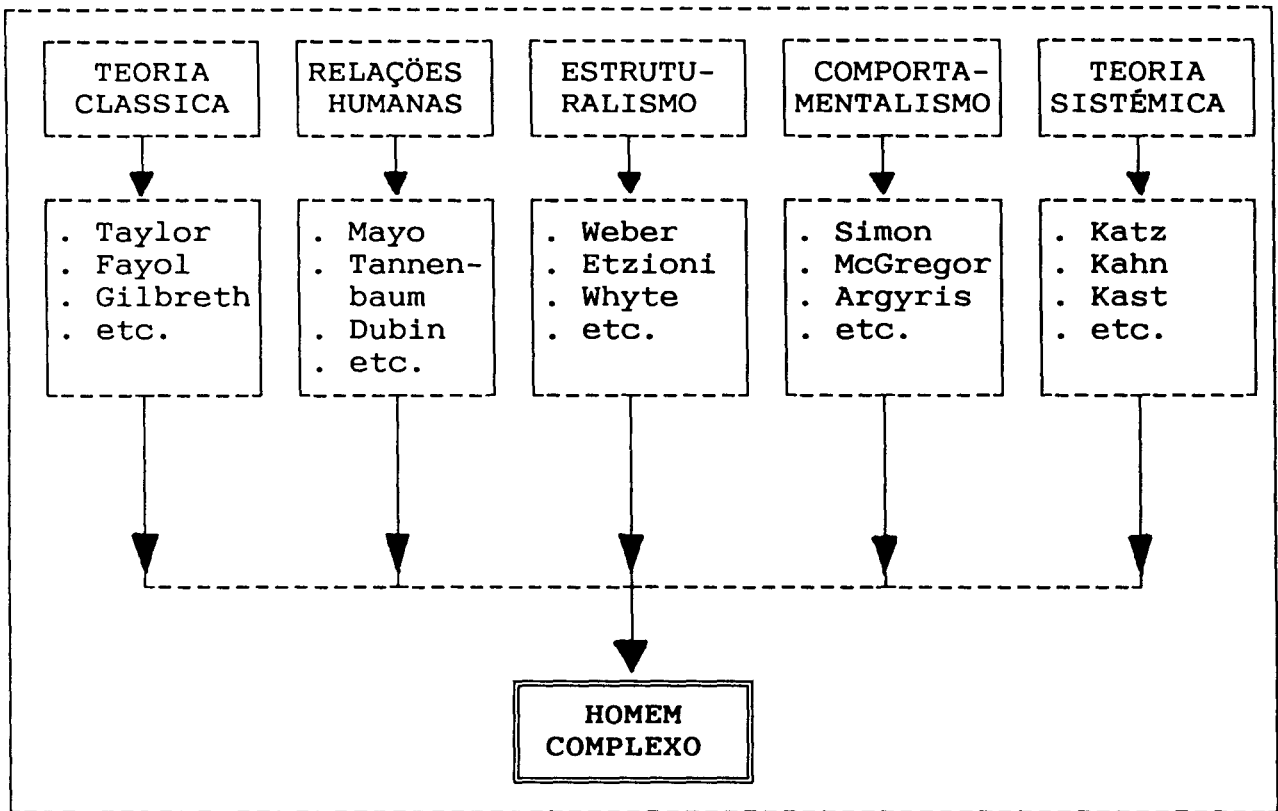 TEORIA
CLASSICA
RELAÇÖES
HUMANAS
ESTRUTU-
RALISMO
COMPORTA-
MENTALISMO
TEORIA
SISTÉMICA
. Taylor
. Fayol
. Gilbreth
. etc.
. Mayo
. Tannen-
baum
. Dubin
. etc.
. Weber
. Etzioni
. Whyte
. etc.
. Simon
. McGregor
. Argyris
. etc.
. Katz
. Kahn
. Kast
. etc.
HOMEM
COMPLEXO